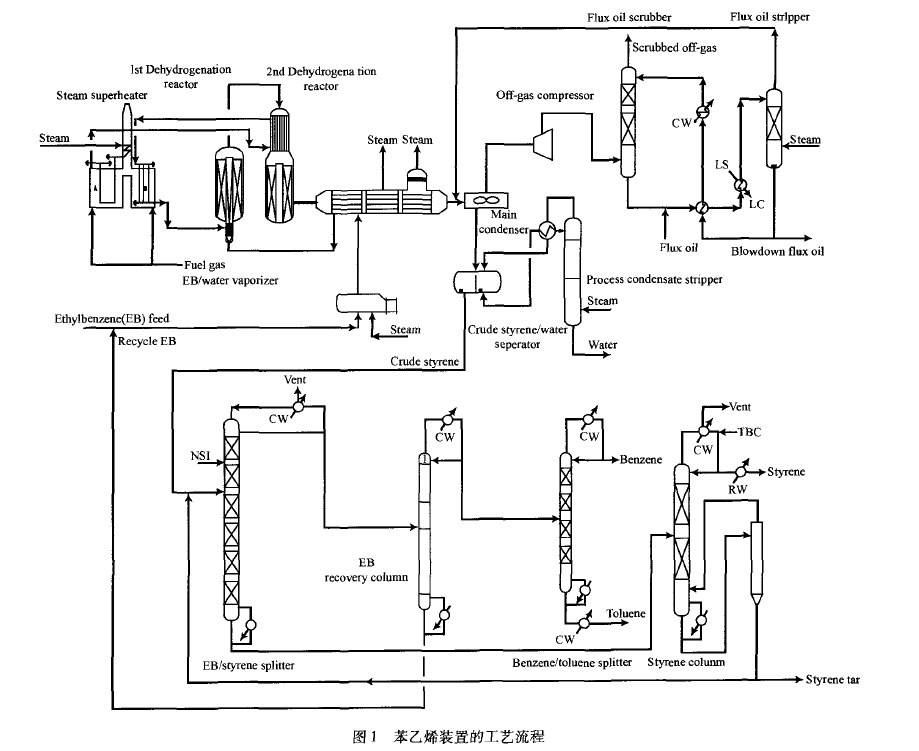 Flux oil scrubber
Flux oil strlpper
Scrubbed off-gas
1st Dehydrogenation
reactor
2nd Dehydrogena tion
reactor
Steam superheater
Off-gas compressor
Steam
CW
Steam
Steam
Steam
LS
LC
Main
condenser
Flux oil
Blowdown flux oil
Fuel gas
EB/water vaporizer
Process condensate stripper
Steam
Ethylbenzene(EB) feed
Steam
Crude styrene/water
seperator
Recycle EB
Water
Crude styrene
Vent
CW
CW
CW
Vent
TBC
CW
NSI
Benzene
Styrene
RW
EB
recovery column
Toluene
CW
EB/styrene splitter
Benzene/toluene splitter
Styrene colunm
Styrene tar
图1 苯乙烯装置的工艺流程